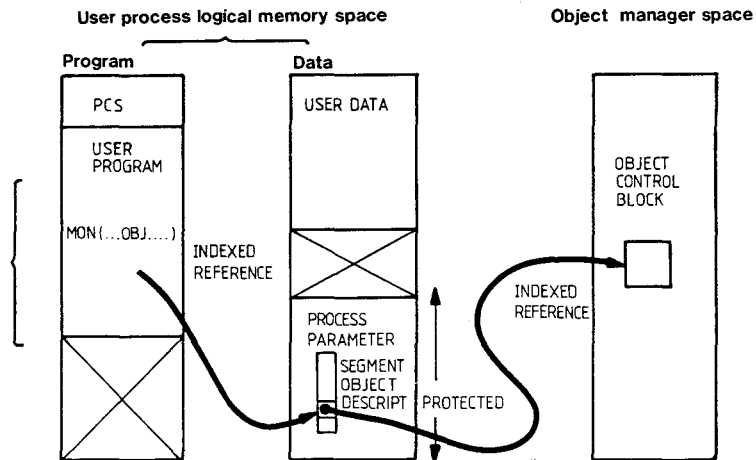 User process logical memory space
Object manager space
Program
Data
PCS
USER
PROGRAM
MON(...OBJ....)
INDEXED
REFERENCE
USER DATA
PROCESS
PARAMETER
SEGMENT
OBJECT
DESCRIPT
PROTECTED
INDEXED
REFERENCE
OBJECT
CONTROL
BLOCK